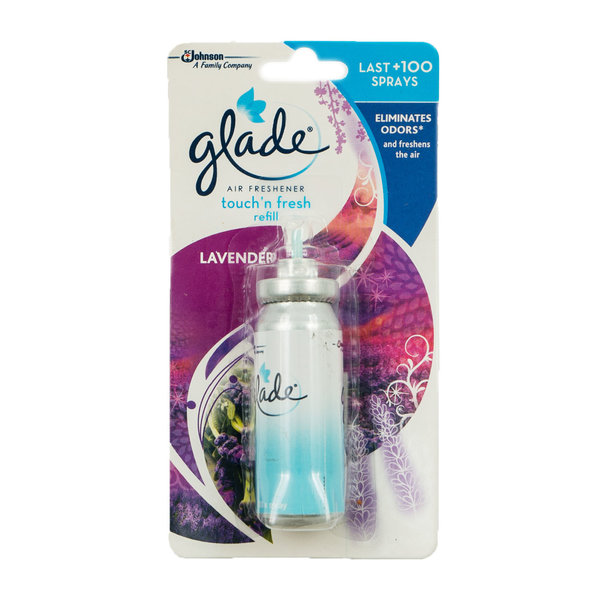 SC Johnson
A Family Company
LAST +100
SPRAYS
ELIMINATES
ODORS*
and freshens
the air
glade®
AIR FRESHENER
touch'n fresh
refill
LAVENDER
glade